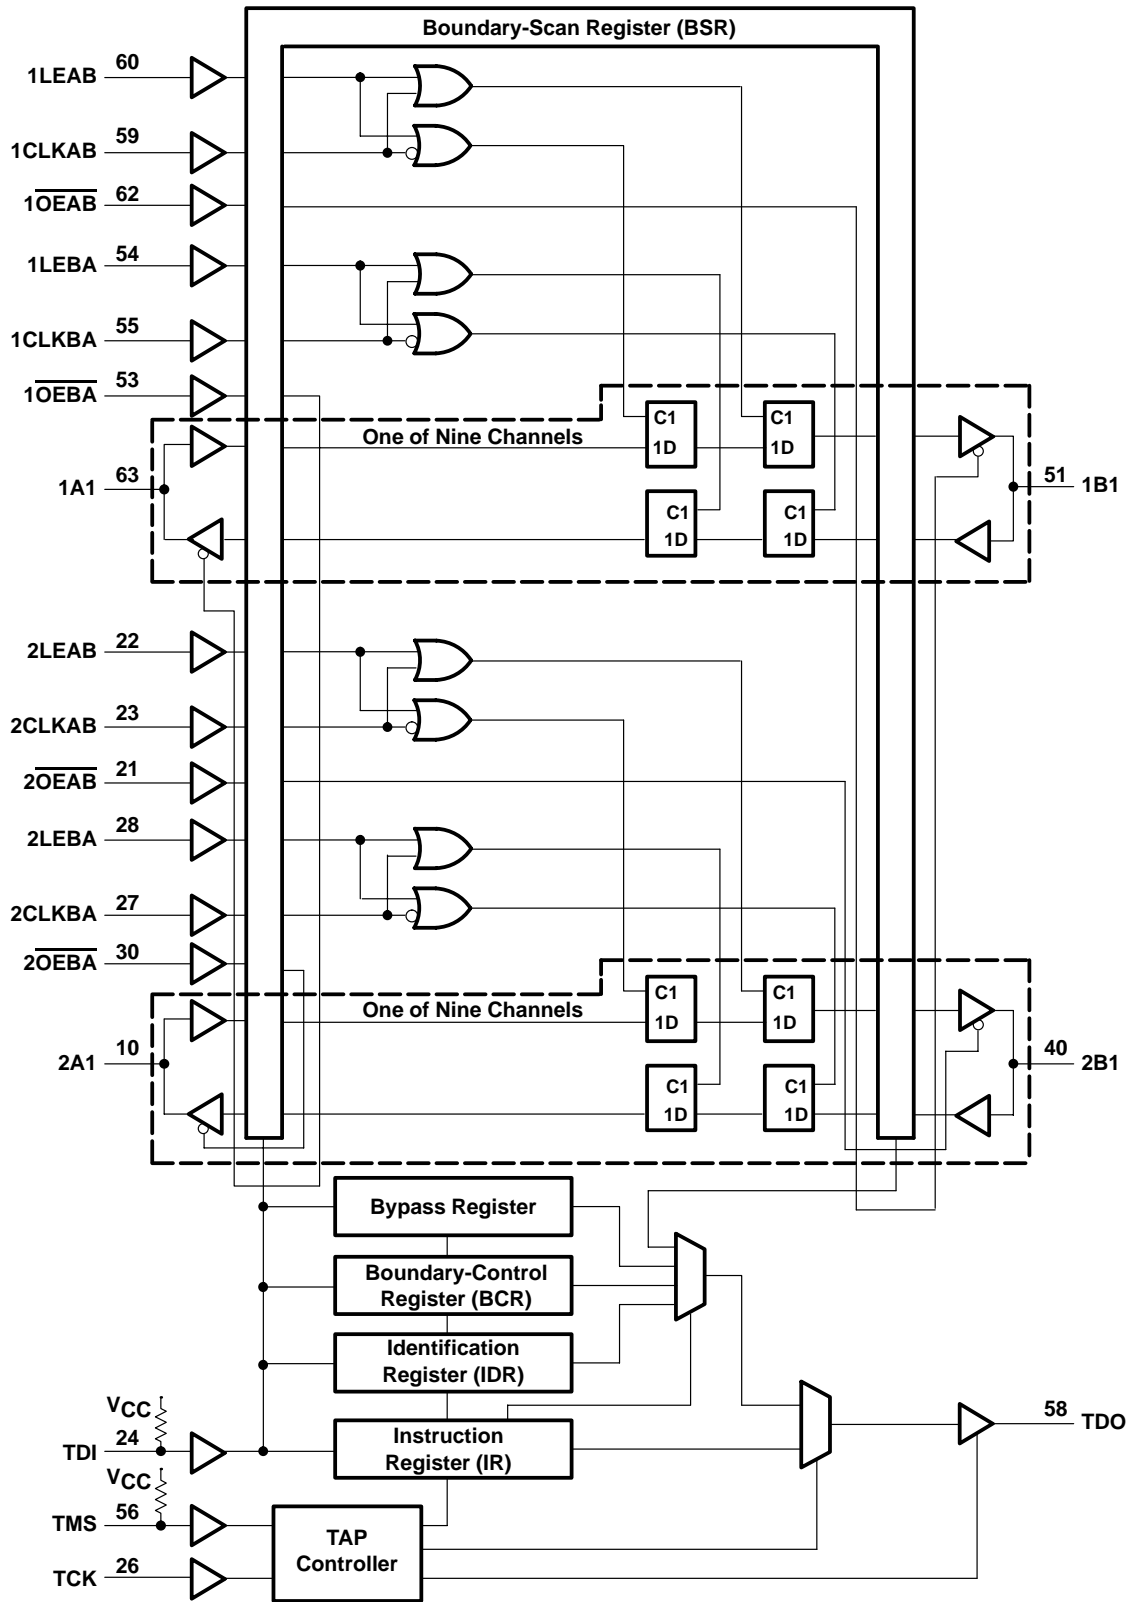 Boundary-Scan Register (BSR)
1LEAB 60
1CLKAB 59
1OEAB 62
1LEBA 54
1CLKBA 55
1OEBA 53
One of Nine Channels
C1 1D
C1 1D
1A1 63
51 1B1
C1 1D
C1 1D
2LEAB 22
2CLKAB 23
2OEAB 21
2LEBA 28
2CLKBA 27
2OEBA 30
One of Nine Channels
C1 1D
C1 1D
2A1 10
40 2B1
C1 1D
C1 1D
Bypass Register
Boundary-Control
Register (BCR)
Identification
Register (IDR)
VCC
TDI 24
Instruction
Register (IR)
58 TDO
VCC
TMS 56
TAP
Controller
TCK 26